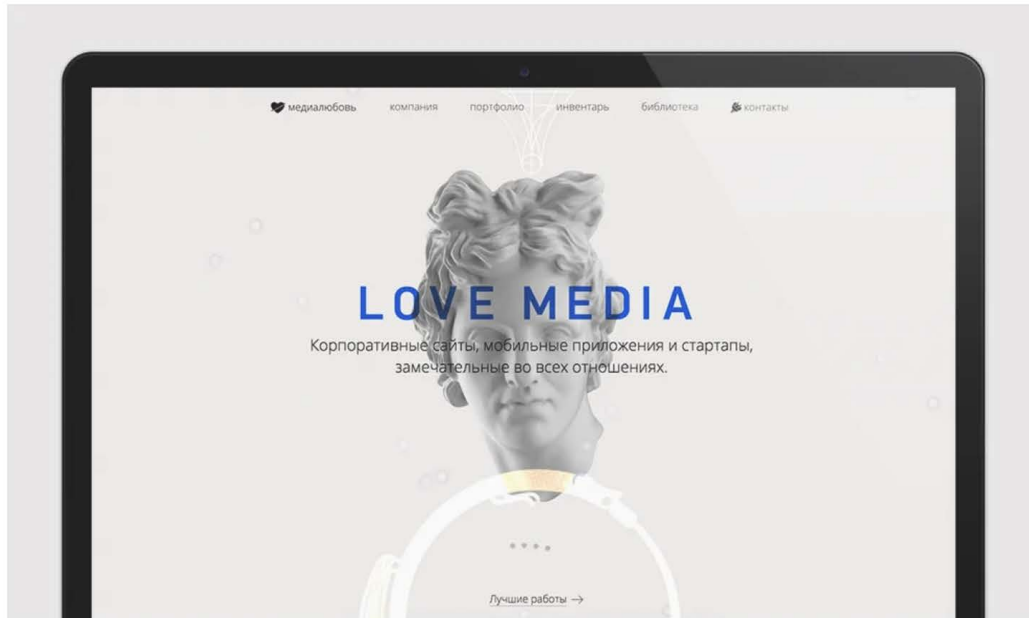 медиалюбовь компания портфолио инвентарь библиотека контакты
LOVE MEDIA
Корпоративные сайты, мобильные приложения и стартапы,
замечательные во всех отношениях.
Лучшие работы →